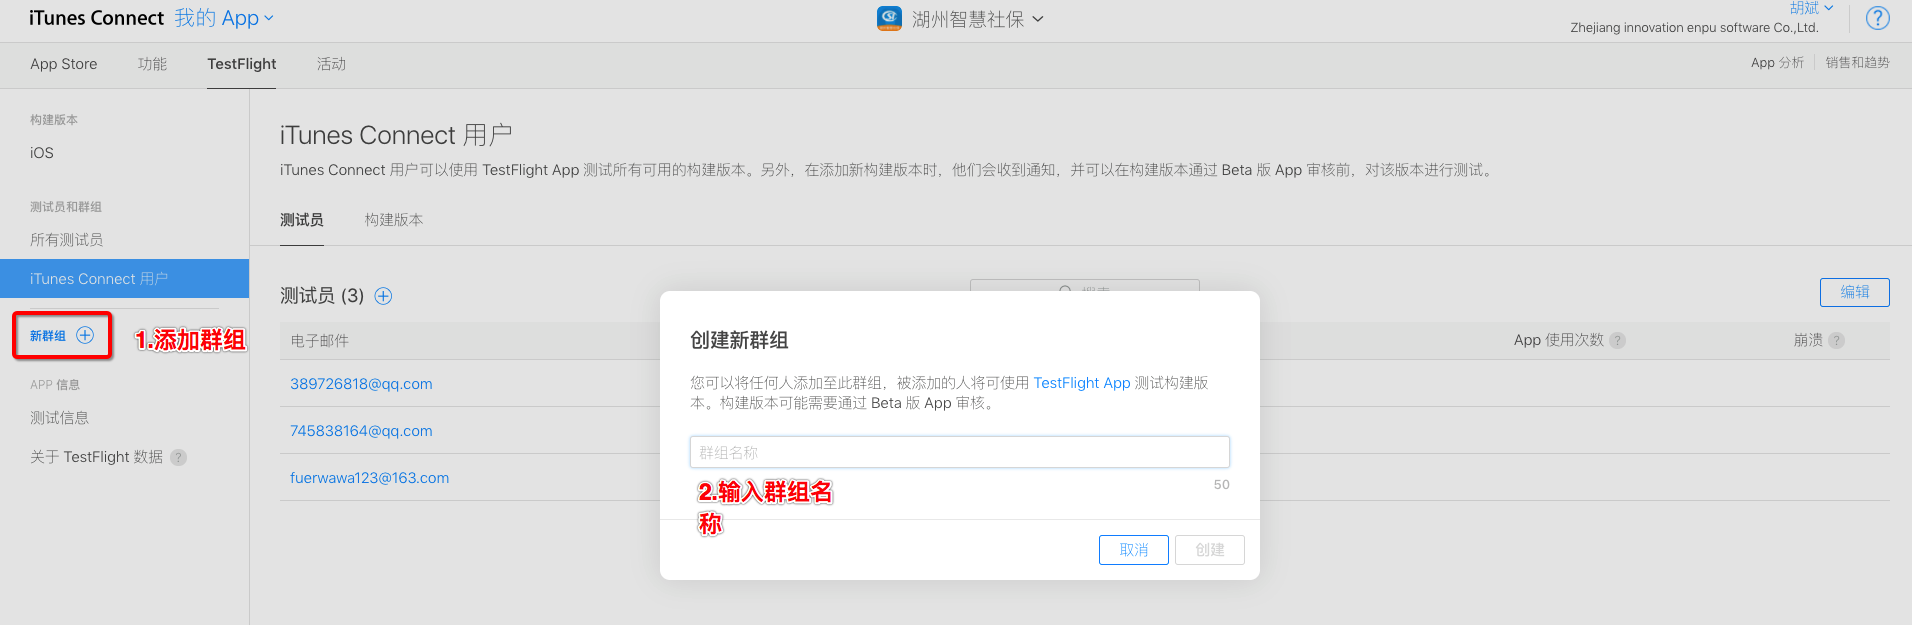 iTunes Connect 我的 App
湖州智慧社保
胡斌
Zhejiang innovation enpu software Co.,Ltd.
?
App Store 功能 TestFlight 活动
App 分析 销售和趋势
构建版本
iOS
测试员和群组
所有测试员
iTunes Connect 用户
新群组
1.添加群组
APP 信息
测试信息
关于 TestFlight 数据 ?
iTunes Connect 用户
iTunes Connect 用户可以使用 TestFlight App 测试所有可用的构建版本。另外，在添加新构建版本时，他们会收到通知，并可以在构建版本通过 Beta 版 App 审核前，对该版本进行测试。
测试员 构建版本
测试员 (3)
编辑
电子邮件
App 使用次数 ?
崩溃 ?
389726818@qq.com
745838164@qq.com
fuerwawa123@163.com
创建新群组
您可以将任何人添加至此群组，被添加的人将可使用 TestFlight App 测试构建版
本。构建版本可能需要通过 Beta 版 App 审核。
群组名称
50
2.输入群组名
称
取消 创建